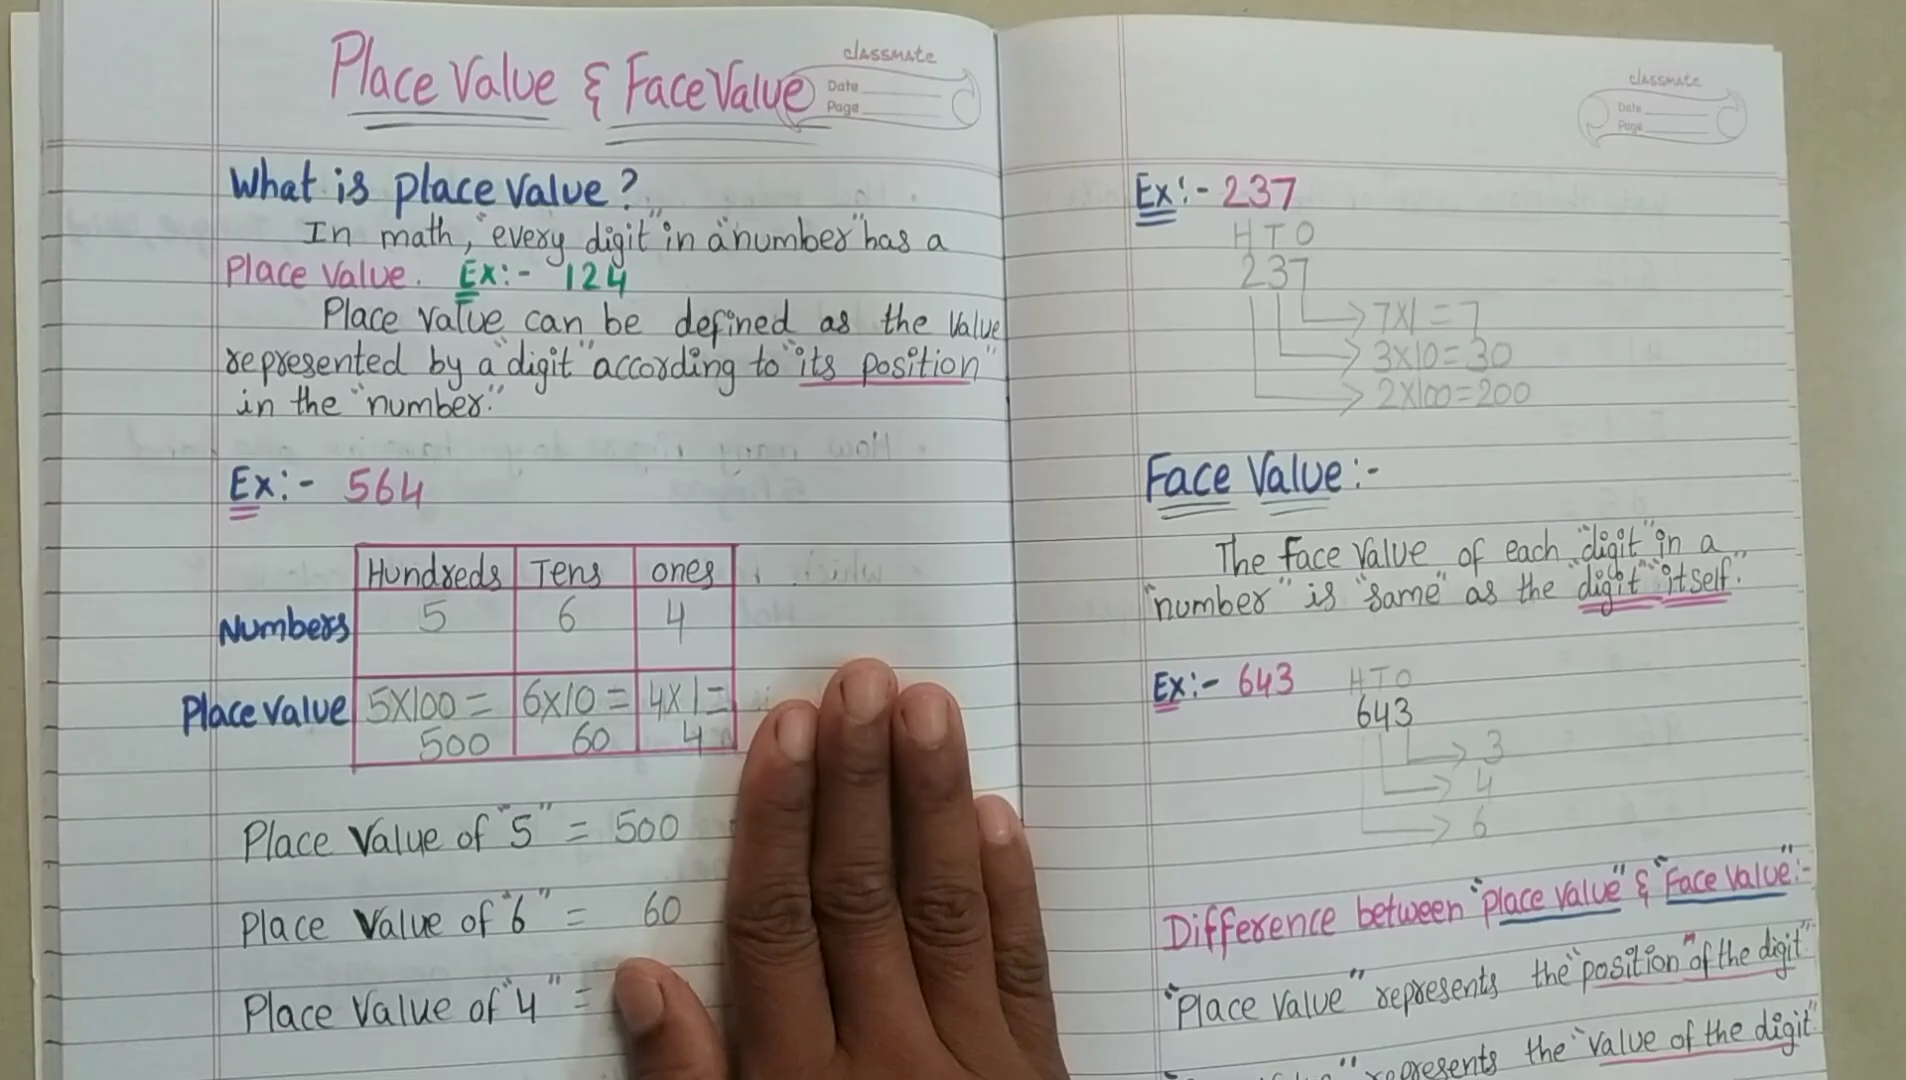 Place Value & Face Value
classmate
Date
Page
What is place value?
In math, "every digit" in a "number" has a
Place Value. Ex:- 124
Place value can be defined as the value
represented by a "digit" according to "its position"
in the "number."
Ex:- 564
Hundreds Tens ones
Numbers 5 6 4
Place value 5X100 = 6x10 = 4x1=
500 60 4
Place Value of "5" = 500
Place Value of "6" = 60
Place Value of "4" =
classmate
Date
Page
Ex:- 237
H T O
237
7X1 = 7
3x10=30
2X100=200
Face Value:-
The Face Value of each "digit" in a
"number" is "same" as the "digit" "itself."
Ex:- 643 H T O
643
3
4
6
Difference between "place value" & "Face value":-
"Place Value" represents the "position" of the digit"
represents the "value of the digit"